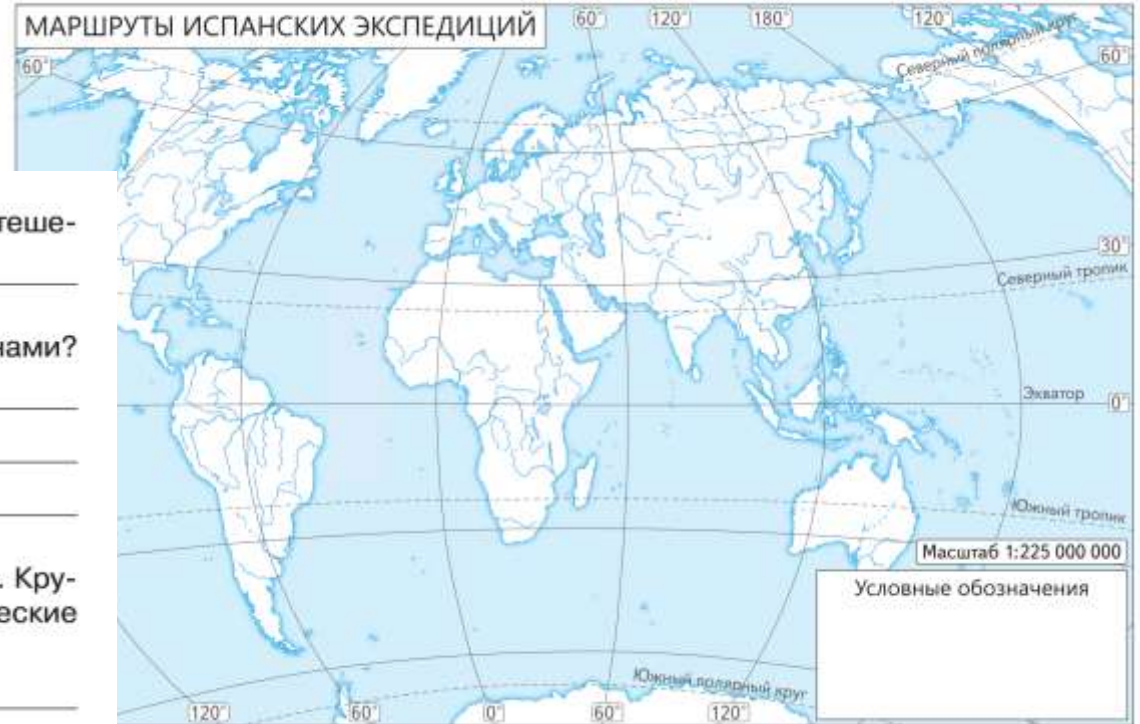 МАРШРУТЫ ИСПАНСКИХ ЭКСПЕДИЦИЙ
60° 120° 180° 120°
60°
Северный полярный круг
60°
теше-
нами?
30°
Северный тропик
Экватор
0°
Южный тропик
Масштаб 1:225 000 000
. Кру-
еские
Условные обозначения
Южный полярный круг
120° 60° 0° 60° 120°